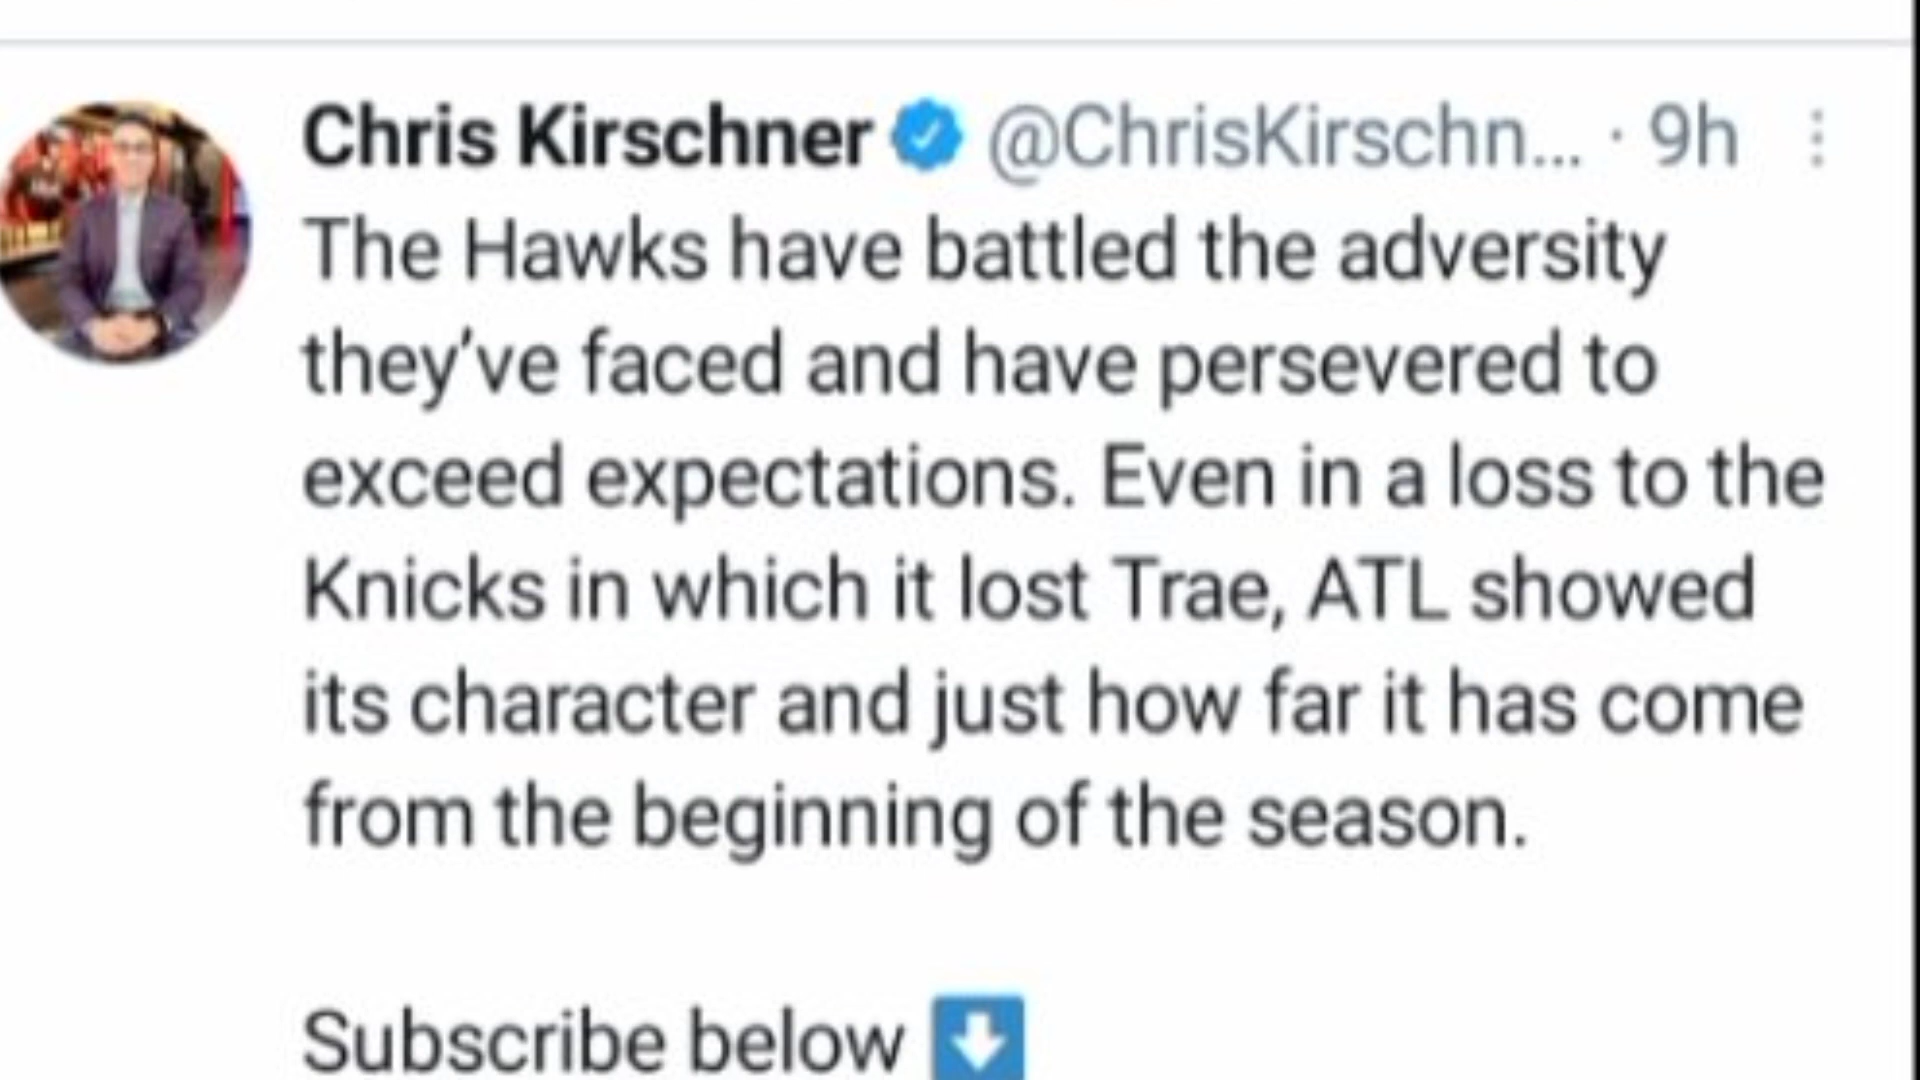 Chris Kirschner @ChrisKirschn... · 9h
The Hawks have battled the adversity
they've faced and have persevered to
exceed expectations. Even in a loss to the
Knicks in which it lost Trae, ATL showed
its character and just how far it has come
from the beginning of the season.
Subscribe below ⬇